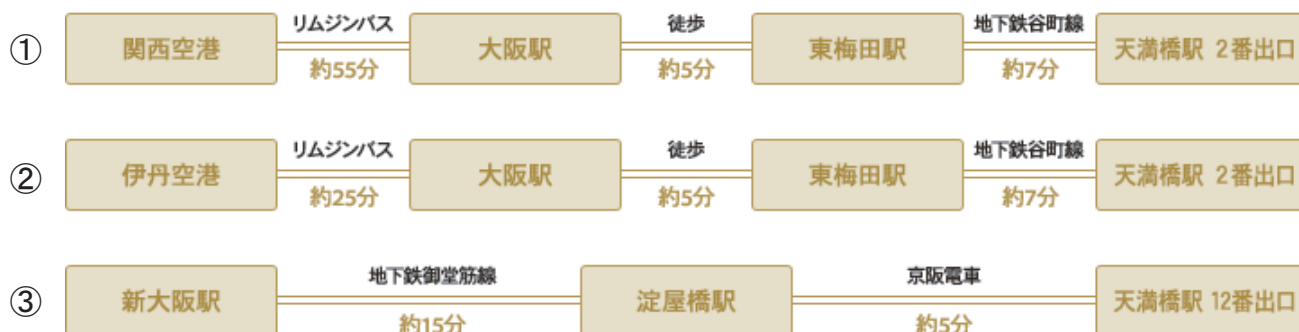 リムジンバス 徒歩 地下鉄谷町線
① 関西空港 大阪駅 東梅田駅 天満橋駅 2番出口
約55分 約5分 約7分
リムジンバス 徒歩 地下鉄谷町線
② 伊丹空港 大阪駅 東梅田駅 天満橋駅 2番出口
約25分 約5分 約7分
地下鉄御堂筋線 京阪電車
③ 新大阪駅 淀屋橋駅 天満橋駅 12番出口
約15分 約5分